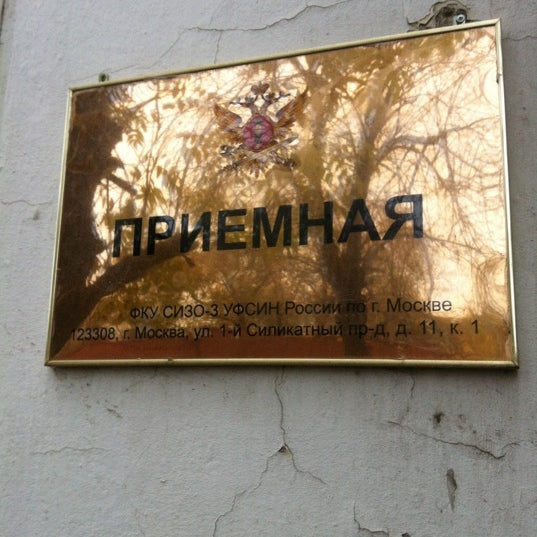 ПРИЕМНАЯ
ФКУ СИЗО-3 УФСИН России по г. Москве
123308, г. Москва, ул. 1-й Силикатный пр-д, д. 11, к. 1